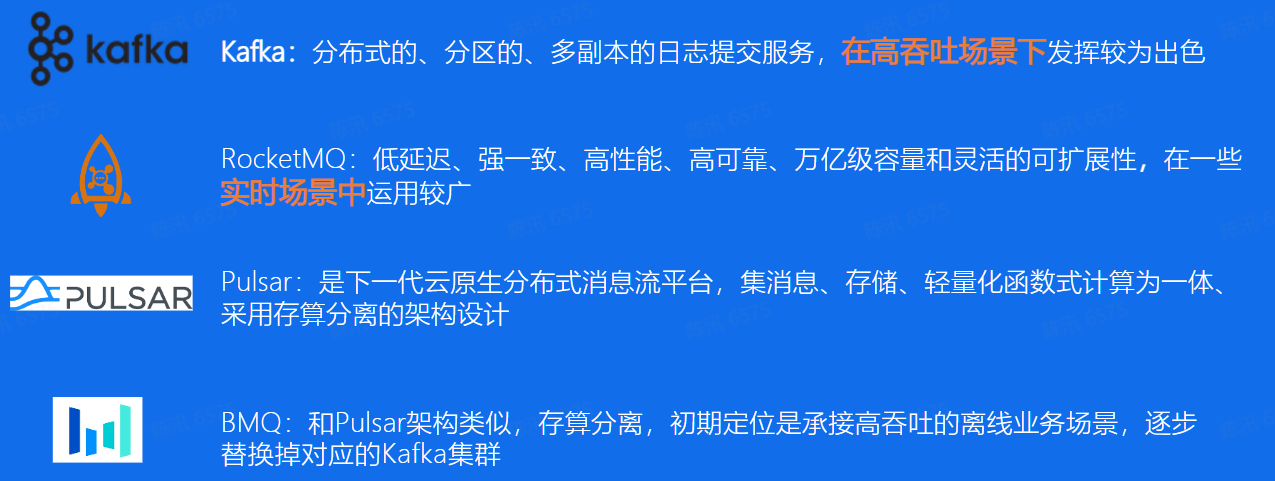 kafka
Kafka：分布式的、分区的、多副本的日志提交服务，在高吞吐场景下发挥较为出色
RocketMQ：低延迟、强一致、高性能、高可靠、万亿级容量和灵活的可扩展性，在一些
实时场景中运用较广
PULSAR
Pulsar：是下一代云原生分布式消息流平台，集消息、存储、轻量化函数式计算为一体、
采用存算分离的架构设计
BMQ：和Pulsar架构类似，存算分离，初期定位是承接高吞吐的离线业务场景，逐步
替换掉对应的Kafka集群